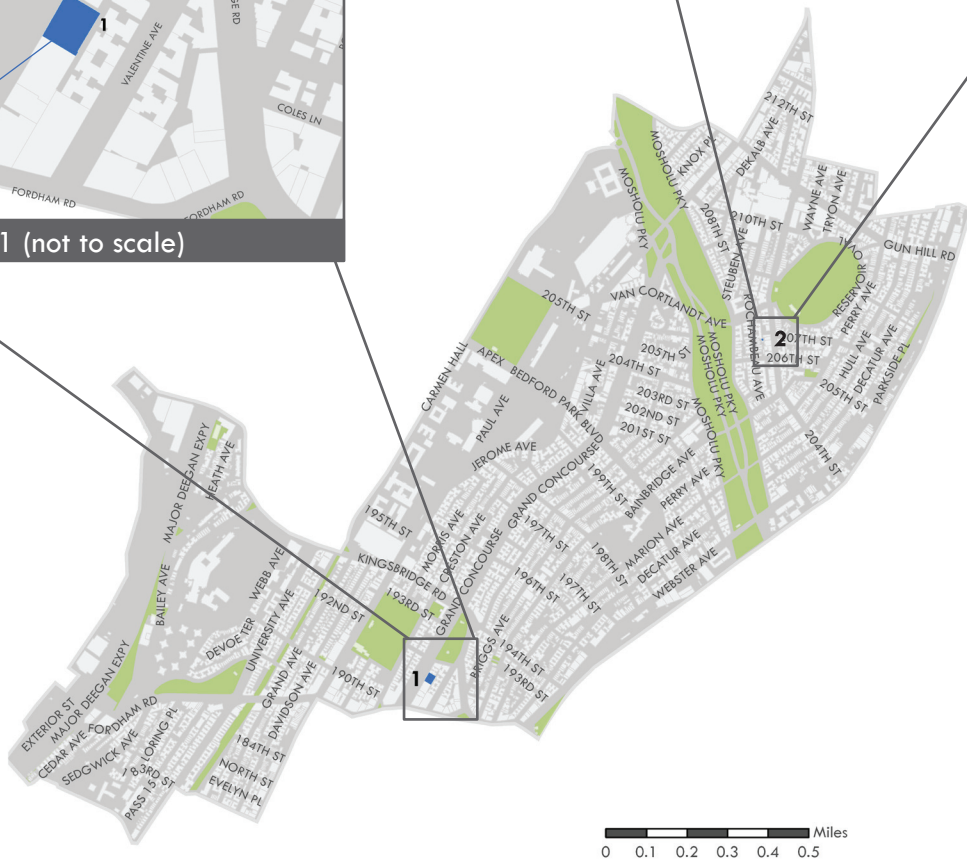 1
VALENTINE AVE
COLES LN
FORDHAM RD
FORDHAM RD
1 (not to scale)
212TH ST
MOSHOLU PKY
KNOX PL
DEKALB AVE
MOSHOLU PKY
208TH ST
210TH ST
WAYNE AVE
TRYON AVE
STEUBEN AVE
RESERVOIR OVAL
GUN HILL RD
205TH ST
VAN CORTLANDT AVE
ROCHAMBEAU AVE
PERRY AVE
2
207TH ST
206TH ST
HULL AVE
DECATUR AVE
PARKSIDE PL
205TH ST
CARMEN HALL
APEX
BEDFORD PARK BLVD
VILLA AVE
204TH ST
205TH ST
MOSHOLU PKY
MOSHOLU PKY
203RD ST
202ND ST
201ST ST
MOSHOLU PKY
204TH ST
PAUL AVE
JEROME AVE
GRAND CONCOURSE
199TH ST
BAINBRIDGE AVE
PERRY AVE
MAJOR DEEGAN EXPY
HEATH AVE
195TH ST
MORRIS AVE
CRESTON AVE
GRAND CONCOURSE
197TH ST
198TH ST
MARION AVE
DECATUR AVE
WEBSTER AVE
KINGSBRIDGE RD
196TH ST
197TH ST
BAILEY AVE
WEBB AVE
192ND ST
193RD ST
DEVOE TER
UNIVERSITY AVE
190TH ST
1
BRIGGS AVE
194TH ST
193RD ST
GRAND AVE
DAVIDSON AVE
EXTERIOR ST
MAJOR DEEGAN EXPY
CEDAR AVE
FORDHAM RD
SEDGWICK AVE
LORING PL
183RD ST
PASS 15
184TH ST
NORTH ST
EVELYN PL
Miles
0 0.1 0.2 0.3 0.4 0.5